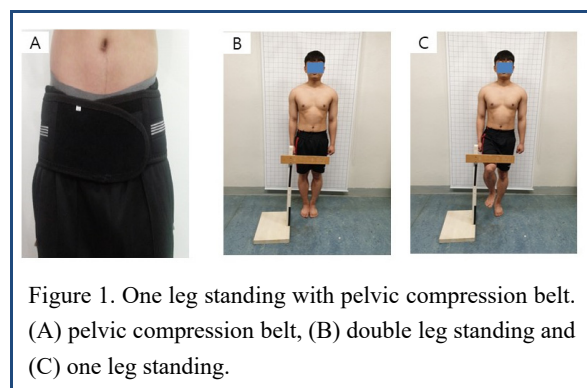 A
B
C
Figure 1. One leg standing with pelvic compression belt.
(A) pelvic compression belt, (B) double leg standing and
(C) one leg standing.